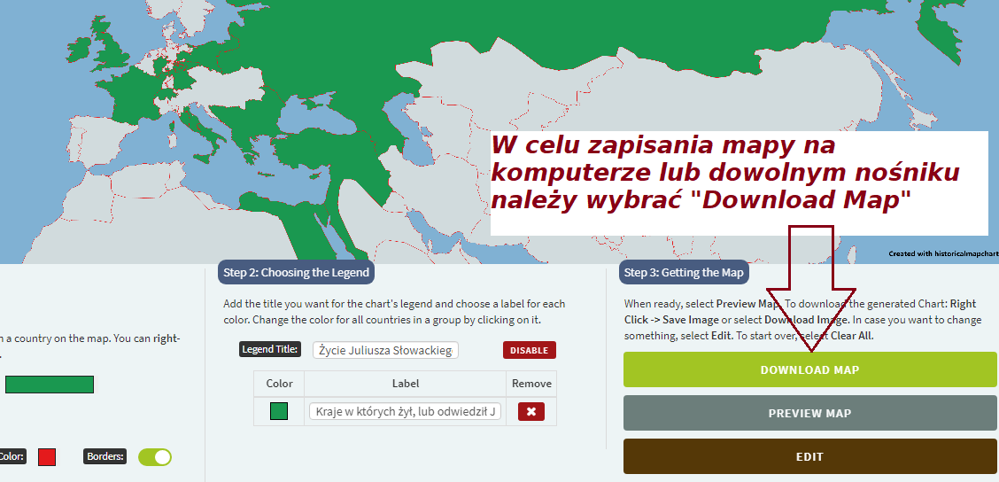 W celu zapisania mapy na
komputerze lub dowolnym nośniku
należy wybrać "Download Map"
Created with historicalmapchart
n a country on the map. You can right-
Color:
Borders:
Step 2: Choosing the Legend
Add the title you want for the chart's legend and choose a label for each
color. Change the color for all countries in a group by clicking on it.
Legend Title:
Życie Juliusza Słowackieg
DISABLE
Color Label Remove
Kraje w których żył, lub odwiedził J
Step 3: Getting the Map
When ready, select Preview Map. To download the generated Chart: Right
Click -> Save Image or select Download Image. In case you want to change
something, select Edit. To start over, select Clear All.
DOWNLOAD MAP
PREVIEW MAP
EDIT